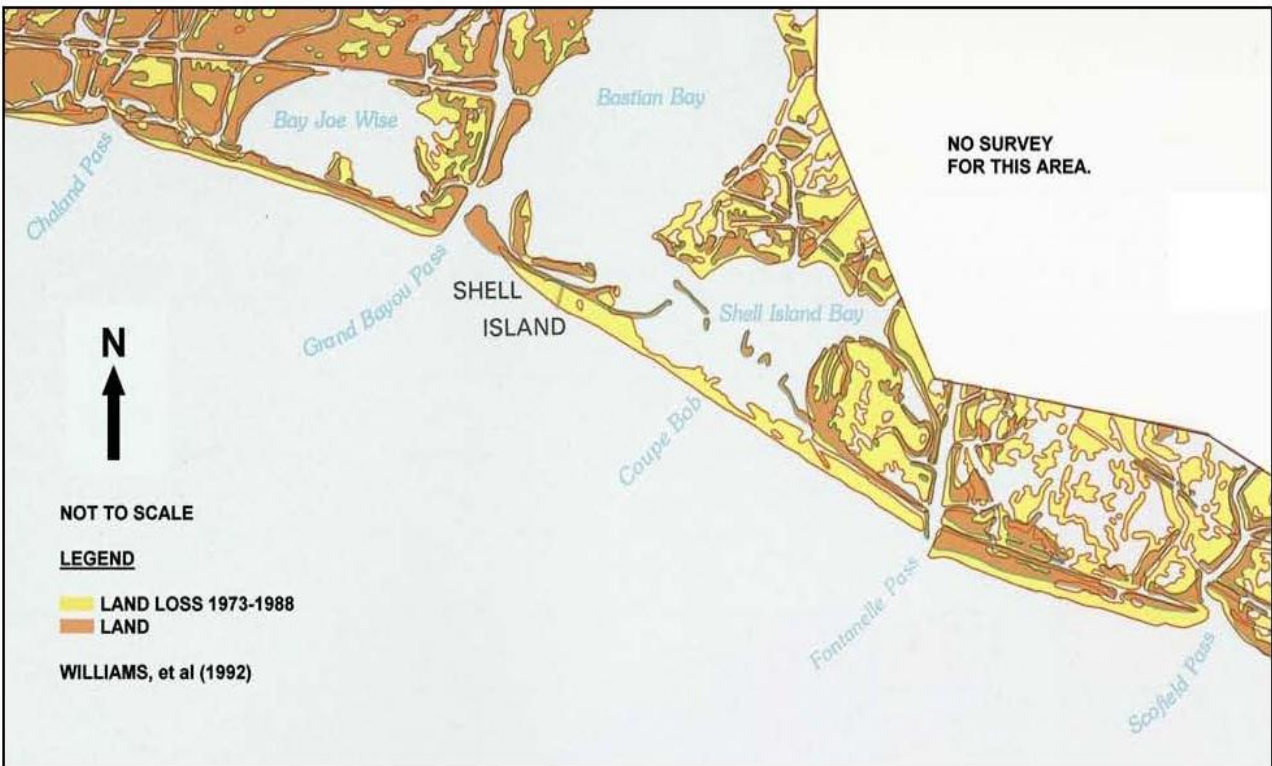 Bastian Bay
Bay Joe Wise
NO SURVEY
FOR THIS AREA.
Chaland Pass
Grand Bayou Pass
SHELL
ISLAND
Shell Island Bay
Coupe Bob
N
NOT TO SCALE
LEGEND
LAND LOSS 1973-1988
LAND
WILLIAMS, et al (1992)
Fontanelle Pass
Scofield Pass